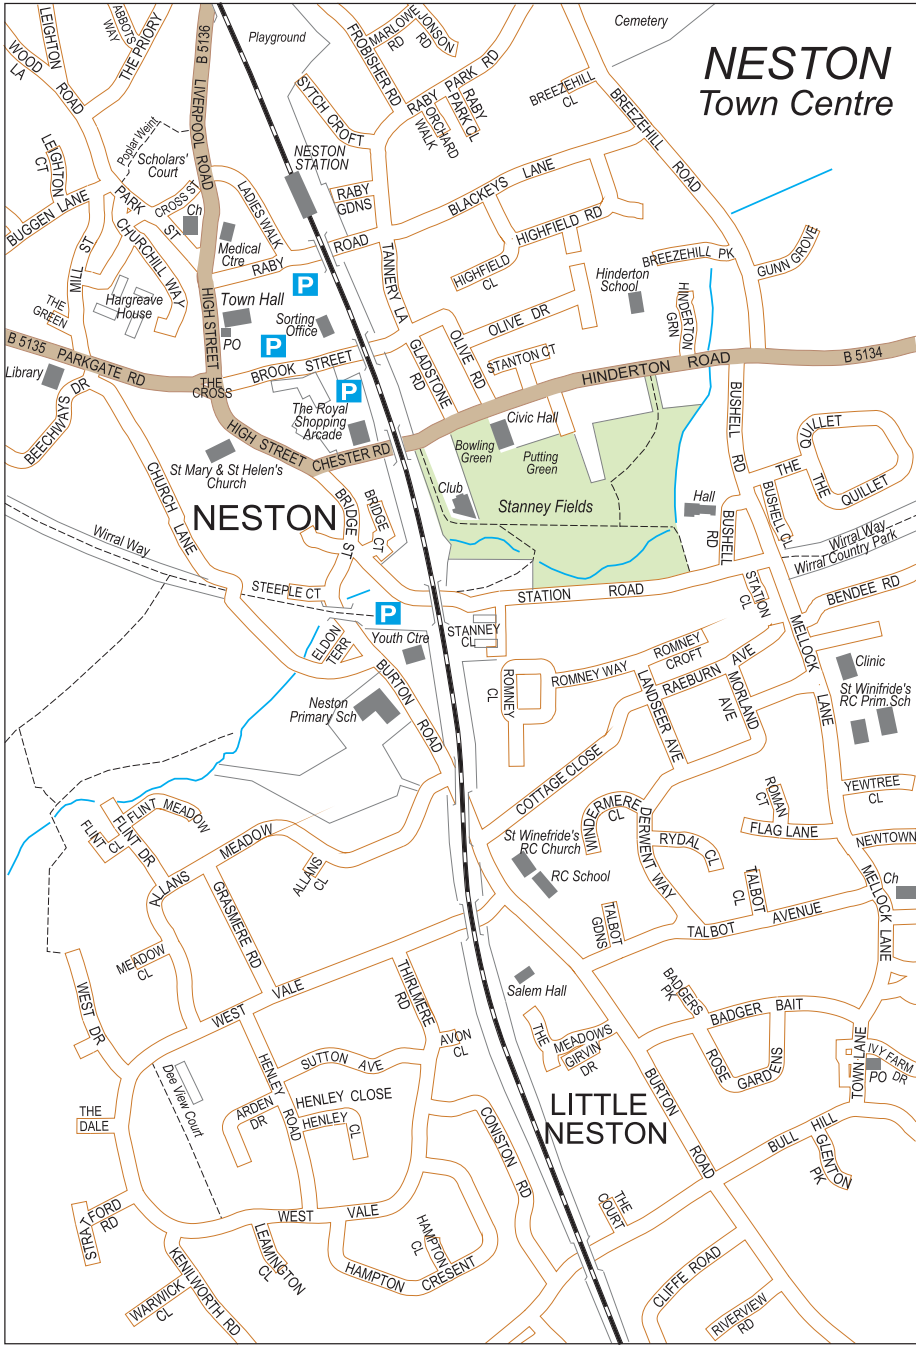 NESTON
Town Centre
LEIGHTON
ROAD
WOOD
LA
ABBOTS
WAY
THE PRIORY
B 5136
LIVERPOOL ROAD
Playground
Cemetery
FROBISHER RD
MARLOWE
RD
JONSON
RD
SYTCH CROFT
RABY PARK RD
RABY
PARK CL
ORCHARD
WALK
BREEZEHILL
CL
BREEZEHILL ROAD
LEIGHTON
CT
Poplar Weint
Scholars'
Court
NESTON
STATION
BUGGEN LANE
PARK
ST
CROSS ST
Ch
LADIES WALK
Medical
Ctre
RABY
GDNS
BLACKEYS LANE
HIGHFIELD RD
HIGHFIELD
CL
RABY ROAD
TANNERY LA
MILL ST
CHURCHILL WAY
THE
GREEN
Hargreave
House
Town Hall
PO
P
Sorting
Office
P
HIGH STREET
BREEZEHILL PK
GUNN GROVE
Hinderton
School
HINDERTON
GRN
OLIVE DR
OLIVE RD
STANTON CT
GLADSTONE
RD
B 5135 PARKGATE RD
THE
CROSS
BROOK STREET
P
HINDERTON ROAD
B 5134
Library
BEECHWAYS DR
The Royal
Shopping
Arcade
HIGH STREET
CHESTER RD
St Mary & St Helen's
Church
Civic Hall
Bowling
Green
Putting
Green
Club
Stanney Fields
Hall
BUSHELL
RD
BUSHELL
RD
QUILLET
THE
THE
QUILLET
BUSHELL CL
CHURCH LANE
NESTON
BRIDGE ST
BRIDGE CT
Wirral Way
Wirral Way
Wirral Country Park
STEEPLE CT
STATION ROAD
STATION
CL
BENDEE RD
P
Youth Ctre
STANNEY
CL
ELDON
TERR
BURTON
ROAD
Neston
Primary Sch
ROMNEY
CL
ROMNEY WAY
ROMNEY
CROFT
RAEBURN AVE
LANDSEER AVE
MORLAND
AVE
MELLOCK
LANE
Clinic
St Winifride's
RC Prim.Sch
COTTAGE CLOSE
WINDERMERE
CL
DERWENT WAY
RYDAL CL
ROMAN
CT
FLAG LANE
YEWTREE
CL
NEWTOWN
FLINT MEADOW
FLINT DR
FLINT
CL
ALLANS MEADOW
ALLANS
CL
GRASMERE RD
St Winefride's
RC Church
RC School
TALBOT
GDNS
TALBOT
CL
TALBOT AVENUE
MELLOCK LANE
Ch
MEADOW
CL
WEST DR
WEST VALE
THIRLMERE
RD
AVON
CL
Salem Hall
THE
MEADOWS
GIRVIN
DR
BADGERS
PK
BADGER BAIT
ROSE
GARDENS
TOWN LANE
IVY FARM
DR
PO
Dee View Court
SUTTON AVE
HENLEY ROAD
HENLEY CLOSE
HENLEY
CL
ARDEN
DR
THE
DALE
CONISTON RD
LITTLE
NESTON
BURTON
ROAD
BULL HILL
GLENTON
PK
STRATFORD
RD
WEST VALE
LEAMINGTON
CL
KENILWORTH RD
WARWICK
CL
HAMPTON
CL
HAMPTON CRESENT
THE
COURT
CLIFFE ROAD
RIVERVIEW
RD